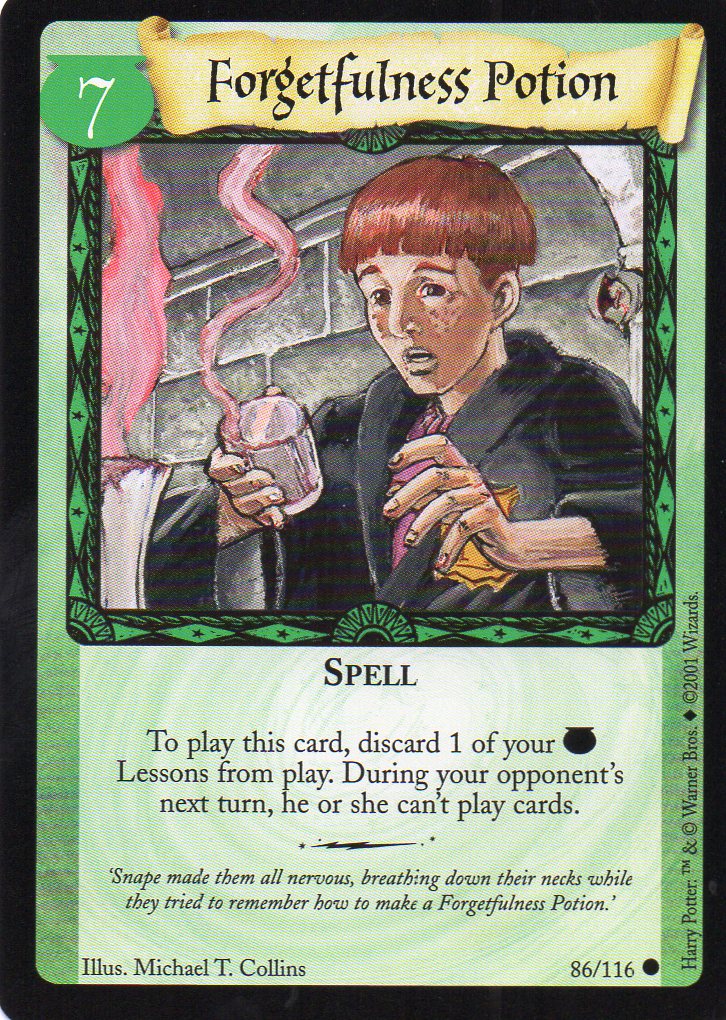 7
Forgetfulness Potion
SPELL
To play this card, discard 1 of your
Lessons from play. During your opponent's
next turn, he or she can't play cards.
'Snape made them all nervous, breathing down their necks while
they tried to remember how to make a Forgetfulness Potion.'
Illus. Michael T. Collins
86/116
Harry Potter: ™ & © Warner Bros. ◆ ©2001 Wizards.